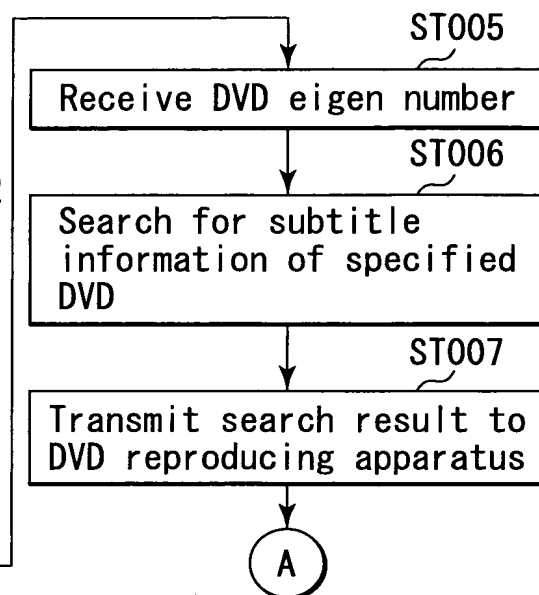 ST005
Receive DVD eigen number
ST006
Search for subtitle
information of specified
DVD
ST007
Transmit search result to
DVD reproducing apparatus
A